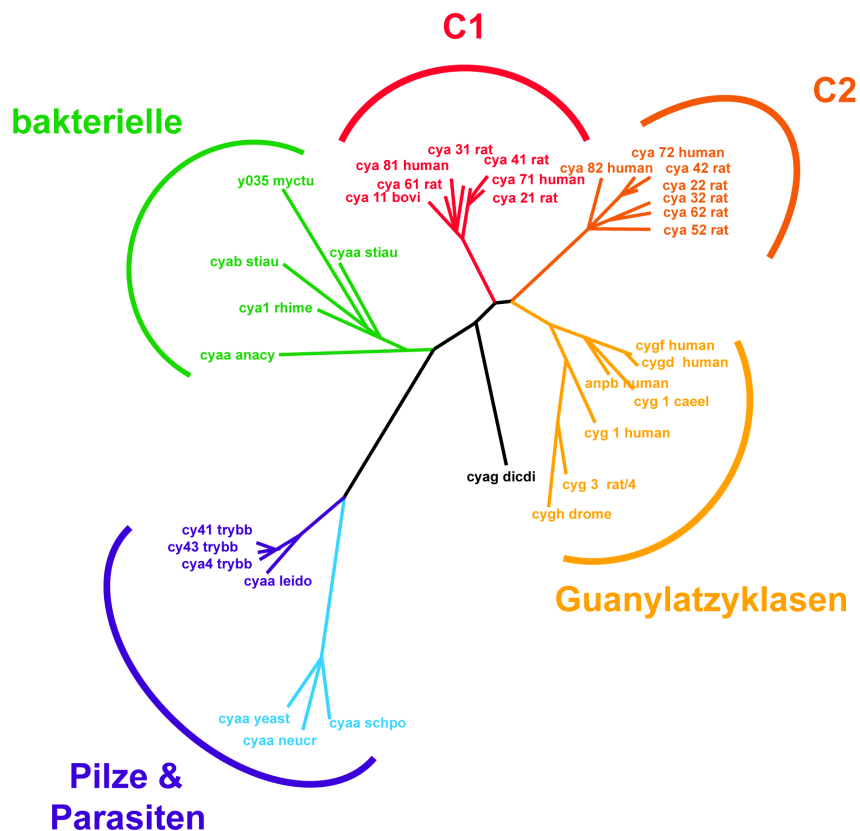 C1
C2
bakterielle
cya 31 rat
cya 81 human
cya 41 rat
cya 61 rat
cya 71 human
cya 11 bovi
cya 21 rat
cya 72 human
cya 82 human
cya 42 rat
cya 22 rat
cya 32 rat
cya 62 rat
cya 52 rat
y035 myctu
cyab stiau
cyaa stiau
cya1 rhime
cyaa anacy
cygf human
cygd human
anpb human
cyg 1 caeel
cyg 1 human
cyag dicdi
cyg 3 rat/4
cygh drome
Guanylatzyklasen
cy41 trybb
cy43 trybb
cya4 trybb
cyaa leido
cyaa yeast
cyaa schpo
cyaa neucr
Pilze &
Parasiten